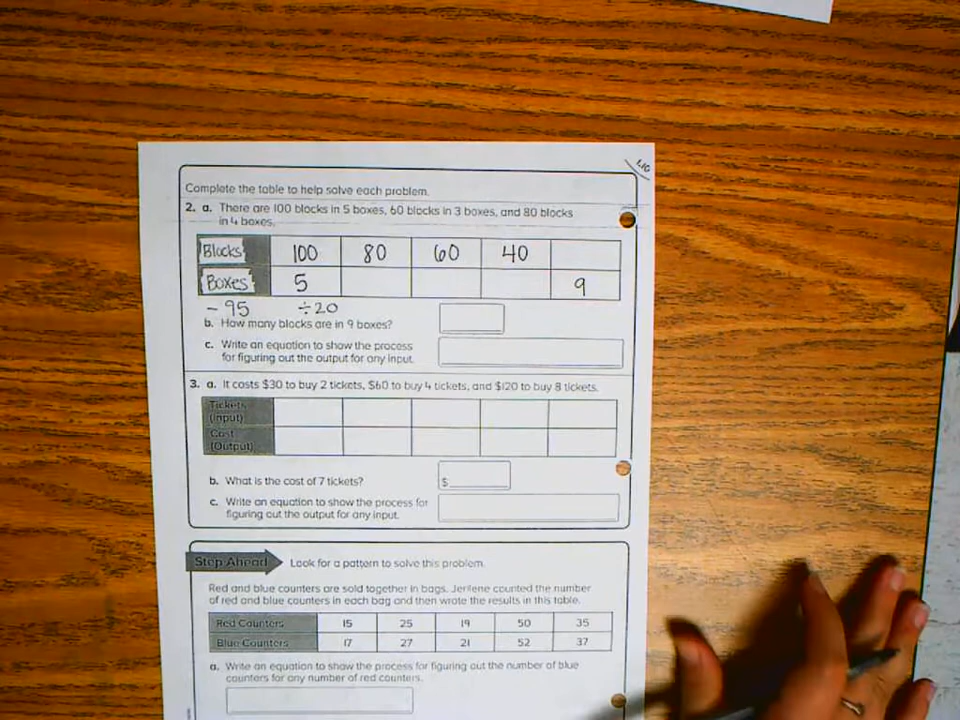 1.10
Complete the table to help solve each problem.
2. a. There are 100 blocks in 5 boxes, 60 blocks in 3 boxes, and 80 blocks
in 4 boxes.
Blocks 100 80 60 40
Boxes 5 9
- 95 ÷20
b. How many blocks are in 9 boxes?
c. Write an equation to show the process
for figuring out the output for any input.
3. a. It costs $30 to buy 2 tickets, $60 to buy 4 tickets, and $120 to buy 8 tickets.
Tickets
(Input)
Cost
(Output)
b. What is the cost of 7 tickets? $
c. Write an equation to show the process for
figuring out the output for any input.
Step Ahead Look for a pattern to solve this problem.
Red and blue counters are sold together in bags. Jerilene counted the number
of red and blue counters in each bag and then wrote the results in this table.
Red Counters 15 25 19 50 35
Blue Counters 17 27 21 52 37
a. Write an equation to show the process for figuring out the number of blue
counters for any number of red counters.